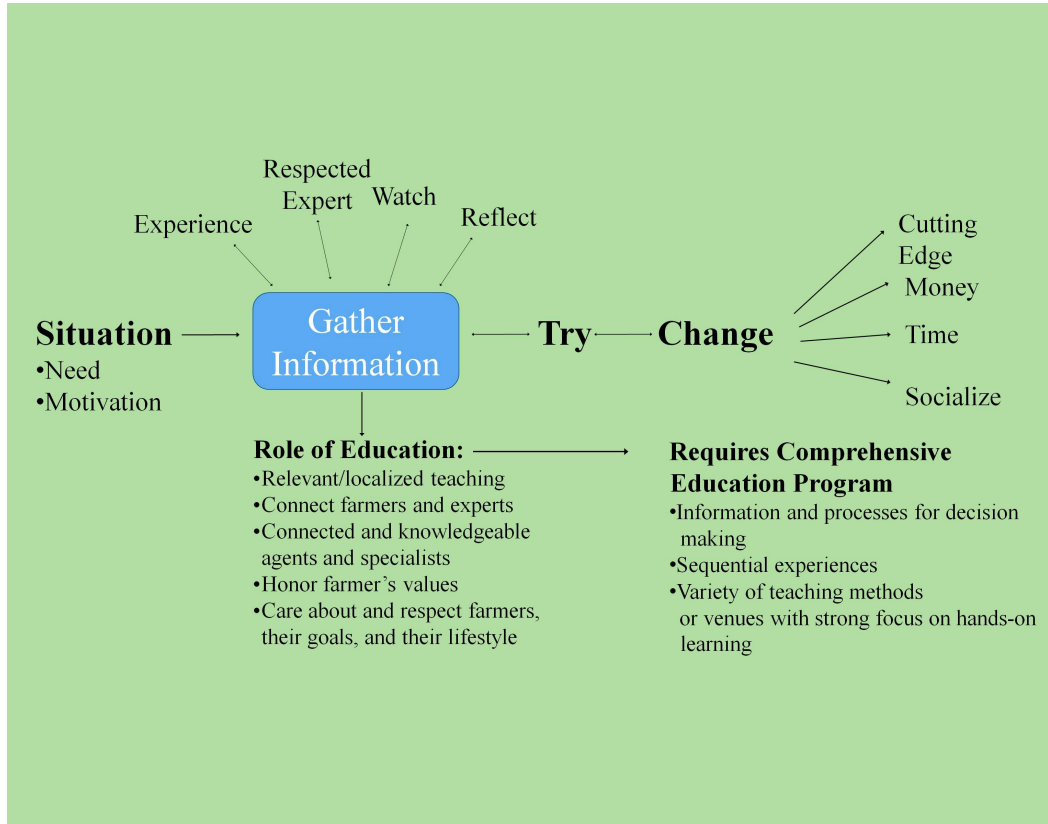 Respected
Expert
Watch
Experience
Reflect
Cutting
Edge
Money
Time
Socialize
Situation
•Need
•Motivation
Gather
Information
Try
Change
Role of Education:
•Relevant/localized teaching
•Connect farmers and experts
•Connected and knowledgeable
agents and specialists
•Honor farmer’s values
•Care about and respect farmers,
their goals, and their lifestyle
Requires Comprehensive
Education Program
•Information and processes for decision
making
•Sequential experiences
•Variety of teaching methods
or venues with strong focus on hands-on
learning